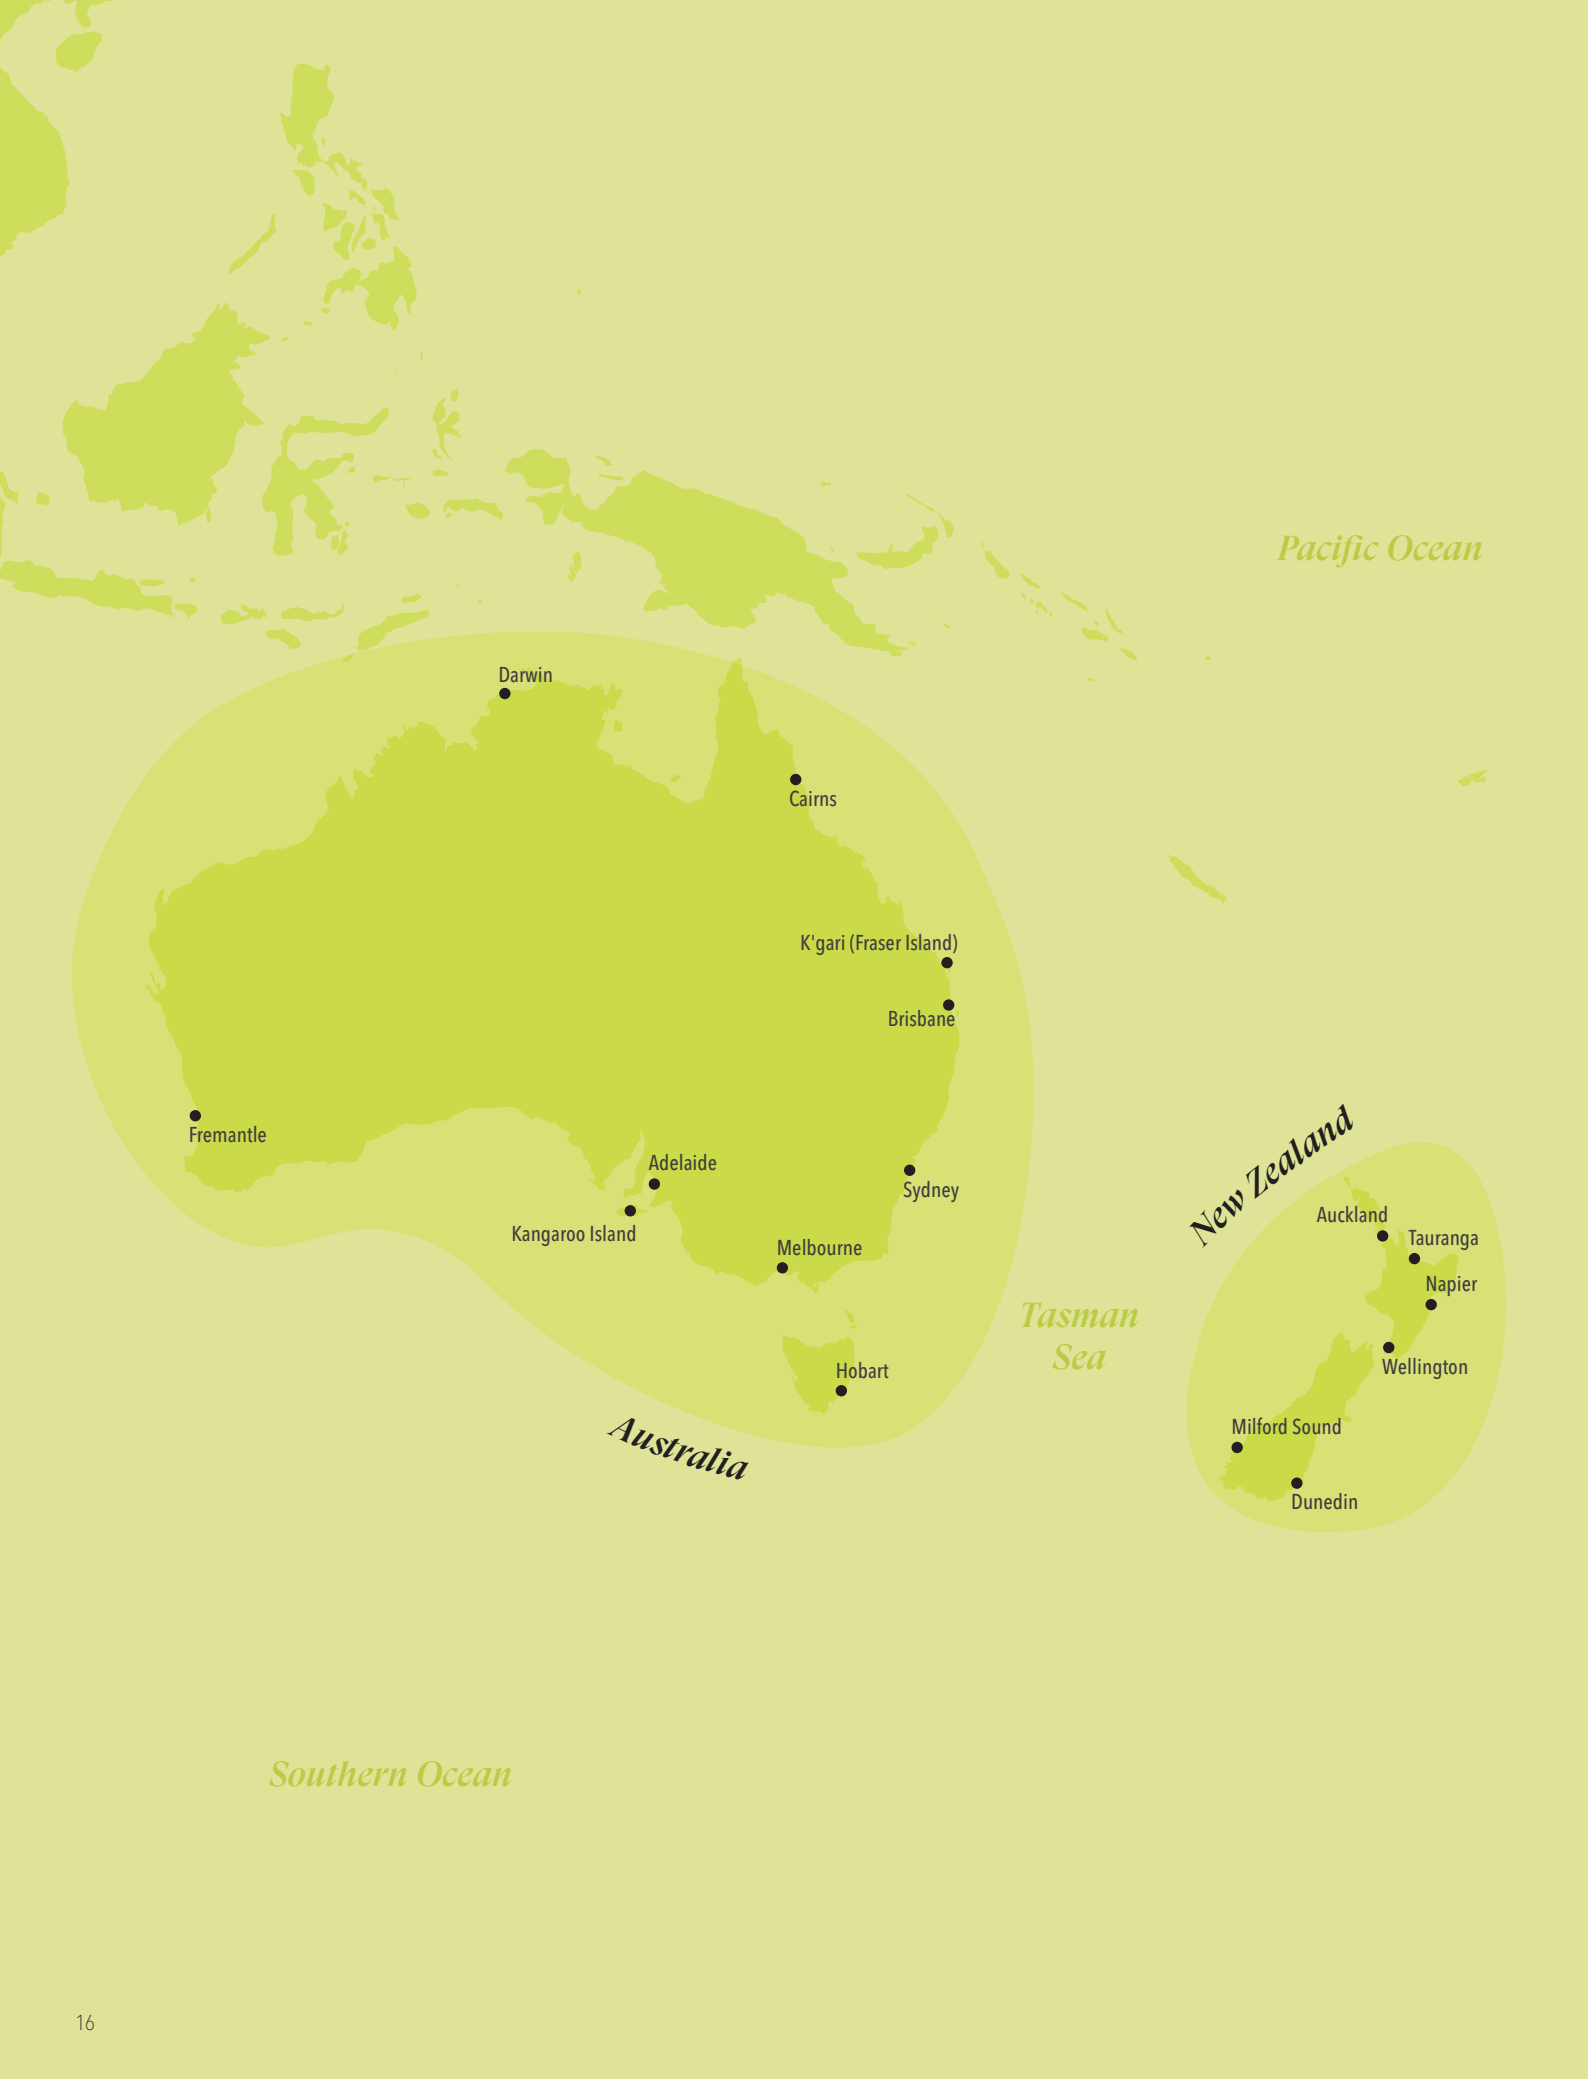 Pacific Ocean
Darwin
Cairns
K'gari (Fraser Island)
Brisbane
Fremantle
Adelaide
Sydney
Kangaroo Island
Melbourne
Hobart
Australia
Tasman
Sea
New Zealand
Auckland
Tauranga
Napier
Wellington
Milford Sound
Dunedin
Southern Ocean
16